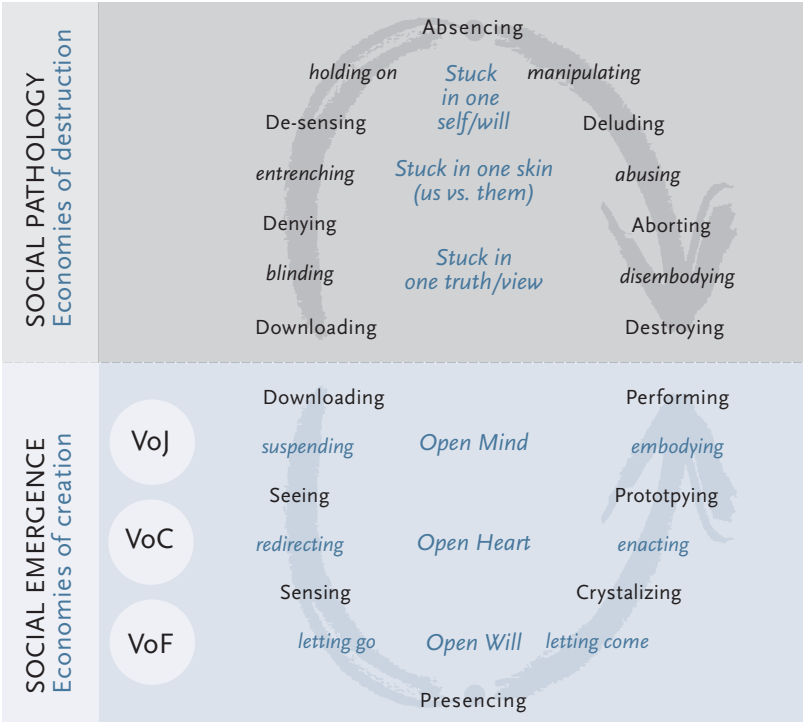 SOCIAL PATHOLOGY
Economies of destruction
Absencing
holding on
Stuck
in one
self/will
manipulating
De-sensing
Deluding
entrenching
Stuck in one skin
(us vs. them)
abusing
Denying
Aborting
blinding
Stuck in
one truth/view
disembodying
Downloading
Destroying
SOCIAL EMERGENCE
Economies of creation
Downloading
Performing
VoJ
suspending
Open Mind
embodying
Seeing
Prototpying
VoC
redirecting
Open Heart
enacting
Sensing
Crystalizing
VoF
letting go
Open Will
letting come
Presencing